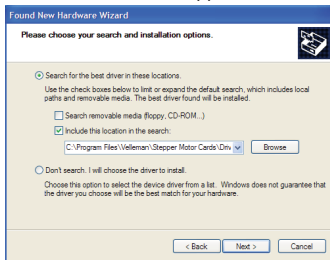 Found New Hardware Wizard
Please choose your search and installation options.
Search for the best driver in these locations.
Use the check boxes below to limit or expand the default search, which includes local
paths and removable media. The best driver found will be installed.
Search removable media (floppy, CD-ROM...)
Include this location in the search:
C:\Program Files\Velleman\Stepper Motor Cards\Driv
Browse
Don't search. I will choose the driver to install.
Choose this option to select the device driver from a list. Windows does not guarantee that
the driver you choose will be the best match for your hardware.
< Back
Next >
Cancel